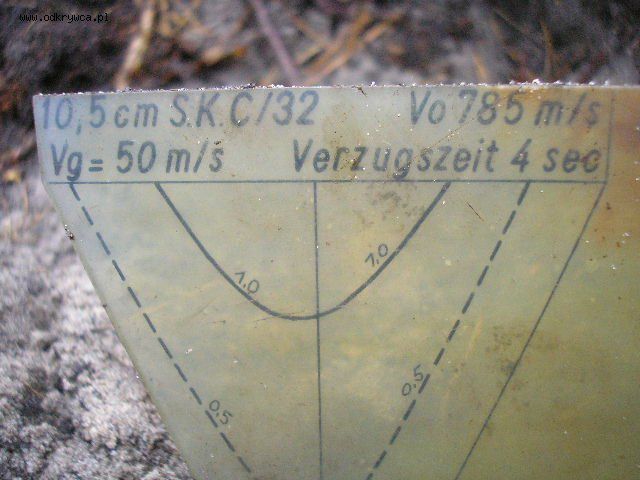 www.odkrywca.pl
10,5 cm S.K.C/32 Vo 785 m/s
Vg = 50 m/s Verzugszeit 4 sec
1,0 1,0
0,5 0,5